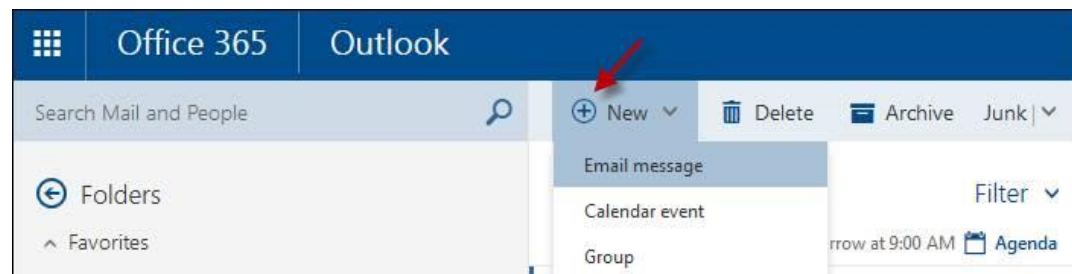 Office 365 Outlook
Search Mail and People New Delete Archive Junk |
Email message
Folders Filter
Calendar event
Favorites at 9:00 AM Agenda
Group